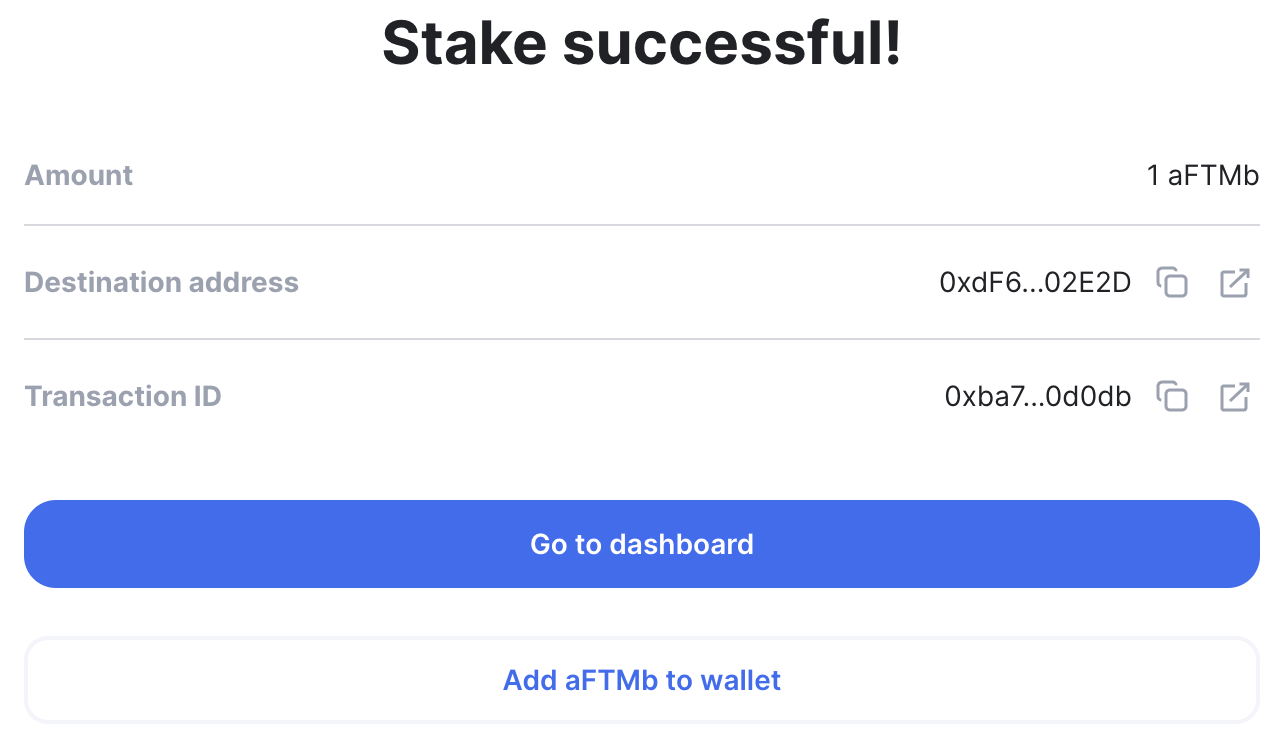 Stake successful!
Amount 1 aFTMb
Destination address 0xdF6...02E2D
Transaction ID 0xba7...0d0db
Go to dashboard
Add aFTMb to wallet